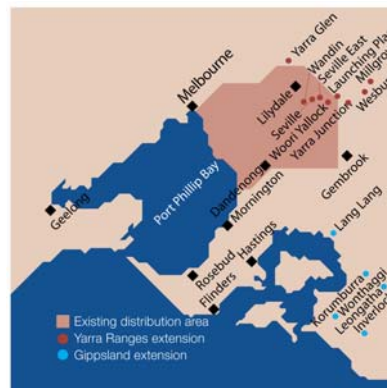 Yarra Glen
Wandin
Seville East
Launching Pla
Millgro
Wesbu
Melbourne
Lilydale
Seville
Woori Yallock
Yarra Junction
Gembrook
Dandenong
Port Phillip Bay
Mornington
Geelong
Lang Lang
Hastings
Rosebud
Flinders
Korumburra
Wonthaggi
Leongatha
Inverlo
Existing distribution area
Yarra Ranges extension
Gippsland extension